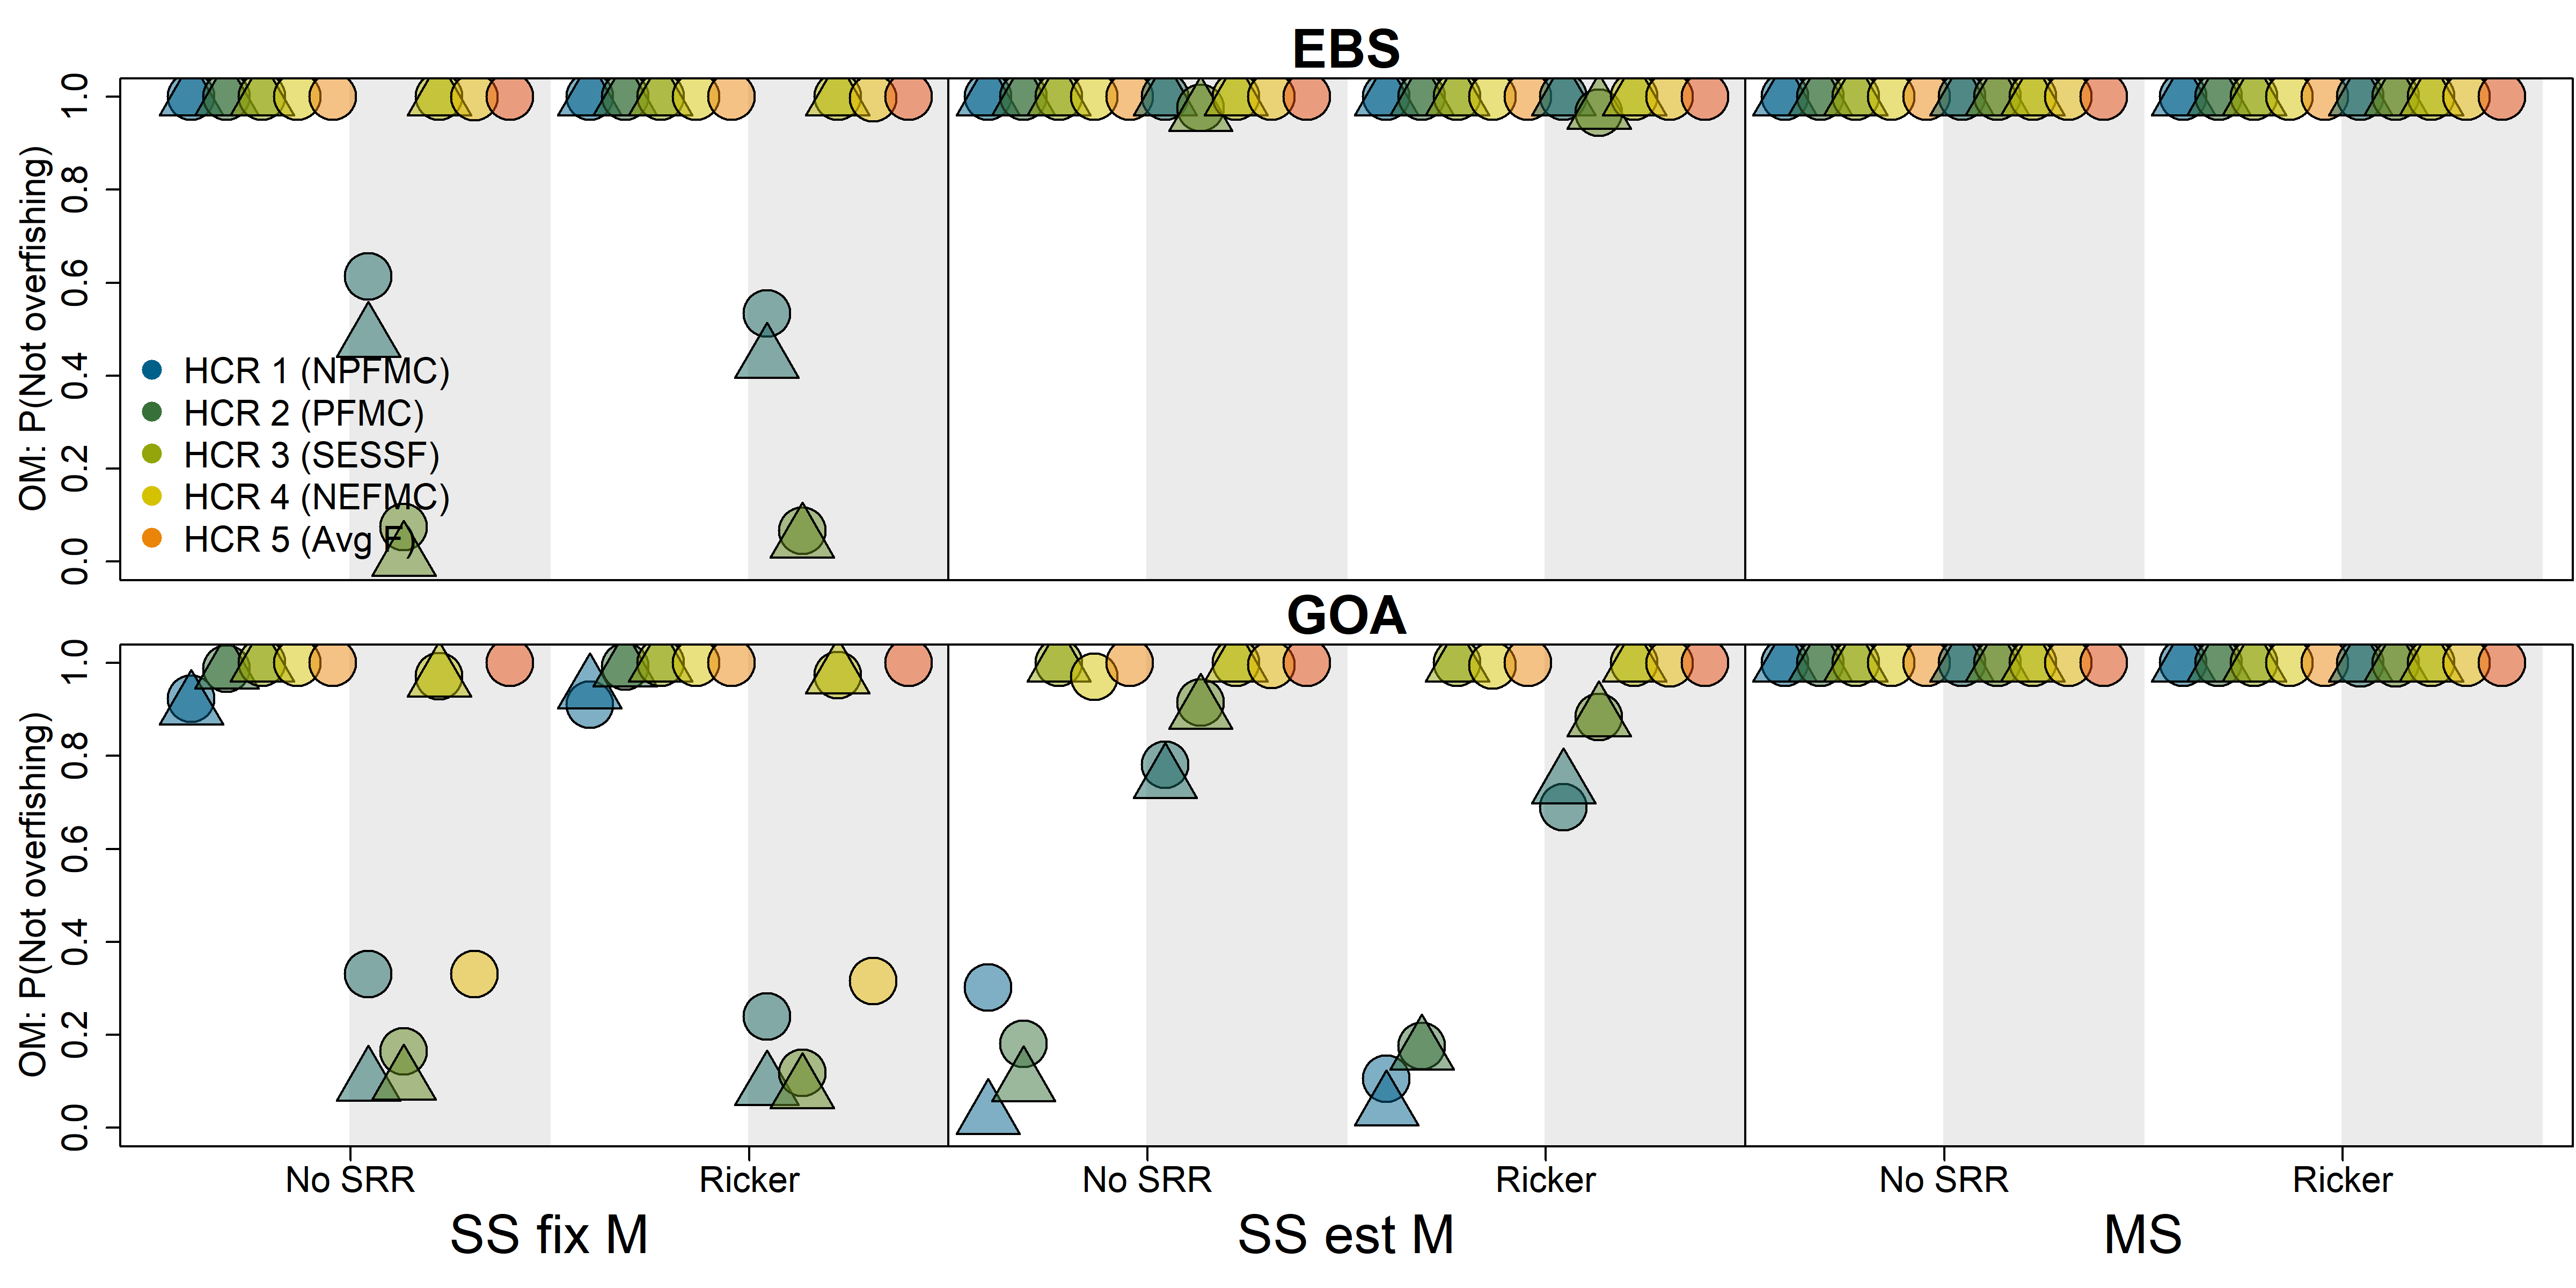 EBS
OM: P(Not overfishing)
1.0
0.8
0.6
0.4
0.2
0.0
HCR 1 (NPFMC)
HCR 2 (PFMC)
HCR 3 (SESSF)
HCR 4 (NEFMC)
HCR 5 (Avg F)
GOA
OM: P(Not overfishing)
1.0
0.8
0.6
0.4
0.2
0.0
No SRR Ricker No SRR Ricker No SRR Ricker
SS fix M SS est M MS